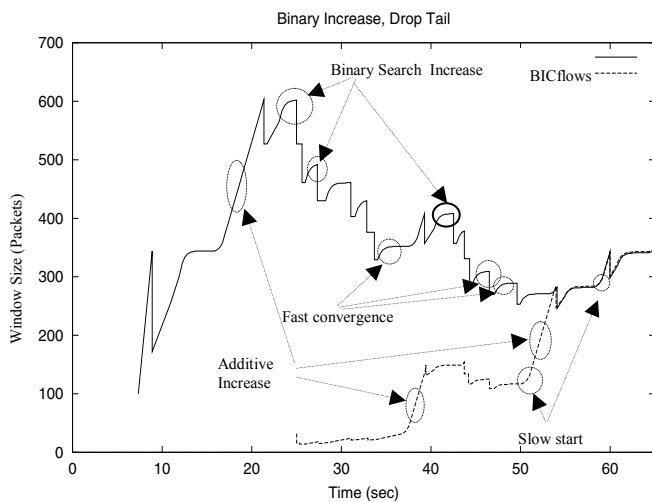 Binary Increase, Drop Tail
700
600
500
400
300
200
100
0
0
10
20
30
40
50
60
Window Size (Packets)
Time (sec)
BICflows
Binary Search Increase
Fast convergence
Additive
Increase
Slow start